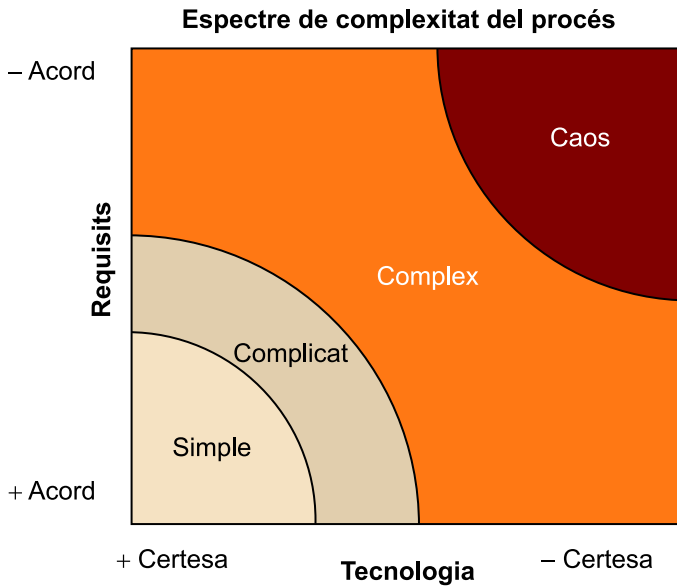 Espectre de complexitat del procés
– Acord
Caos
Requisits
Complex
Complicat
Simple
+ Acord
+ Certesa
Tecnologia
– Certesa